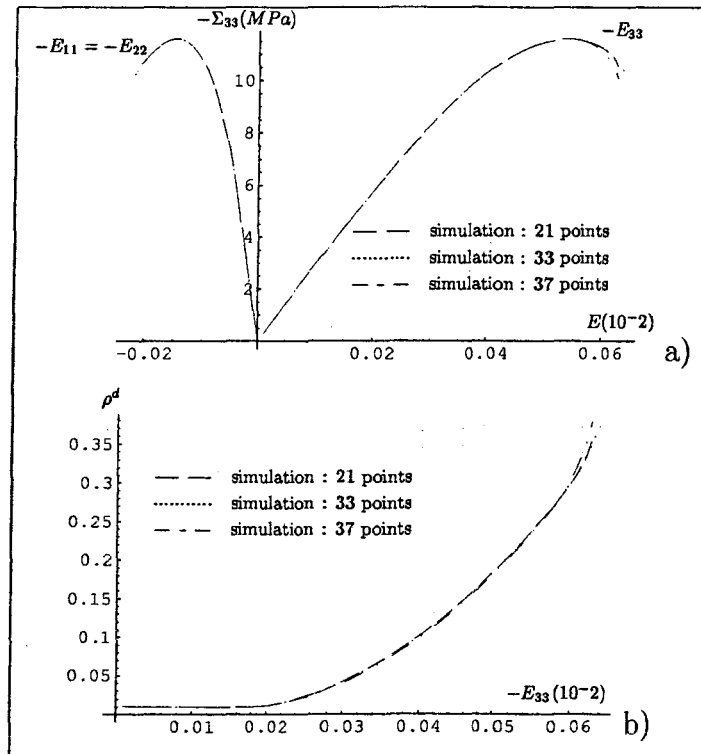 −Σ33(MPa)
−E11 = −E22
−E33
10
8
6
4
2
simulation : 21 points
simulation : 33 points
simulation : 37 points
E(10−2)
−0.02
0.02
0.04
0.06
a)
ρd
0.35
0.3
0.25
0.2
0.15
0.1
0.05
simulation : 21 points
simulation : 33 points
simulation : 37 points
−E33(10−2)
0.01
0.02
0.03
0.04
0.05
0.06
b)